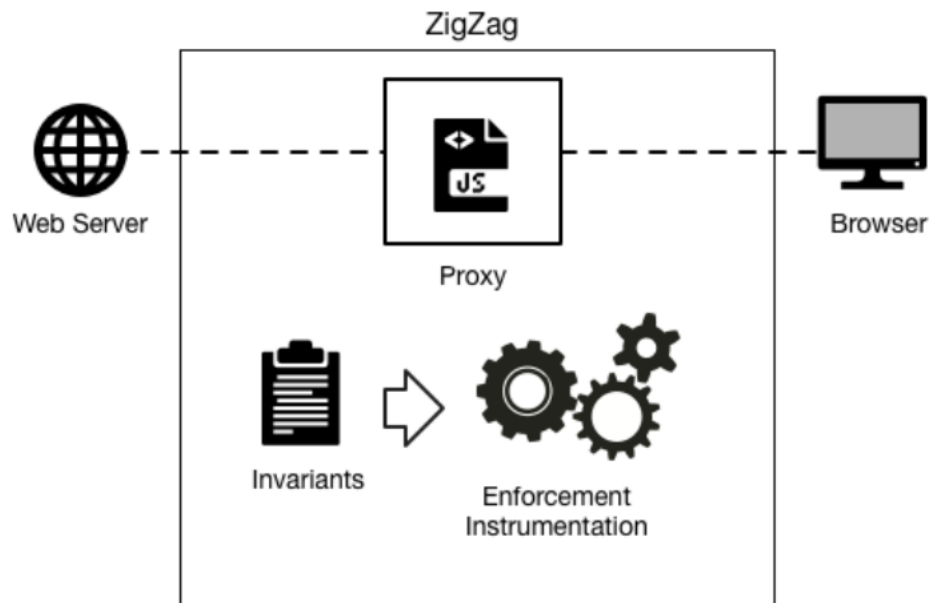 ZigZag
<>
JS
Web Server
Browser
Proxy
Invariants
Enforcement
Instrumentation